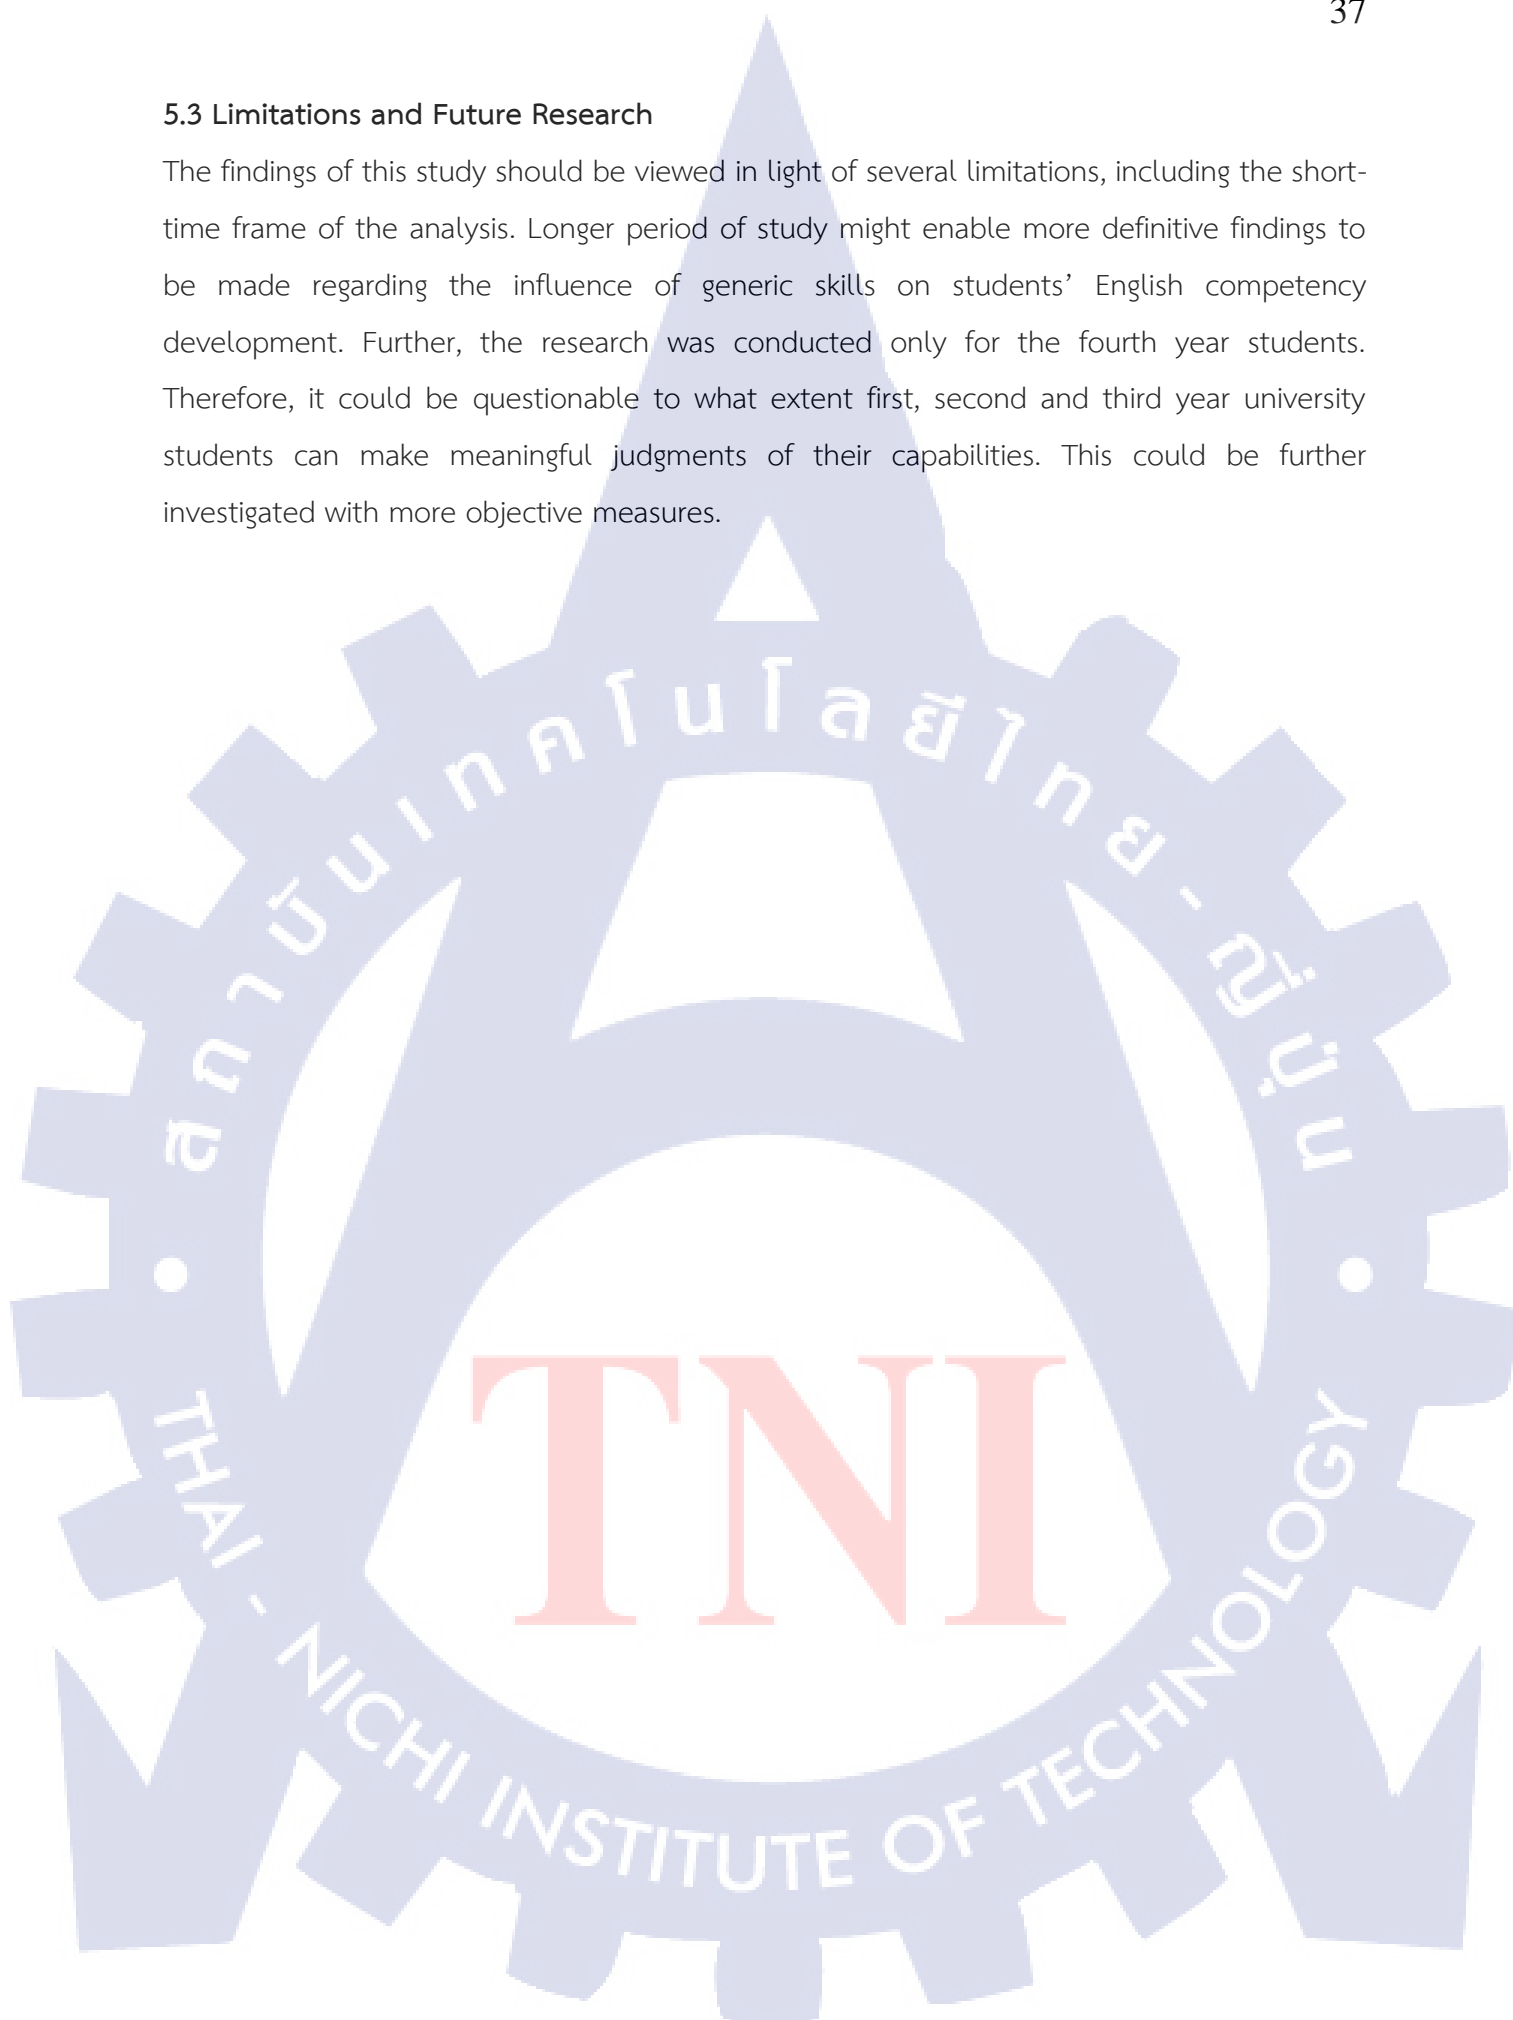 37
5.3 Limitations and Future Research
The findings of this study should be viewed in light of several limitations, including the short-
time frame of the analysis. Longer period of study might enable more definitive findings to
be made regarding the influence of generic skills on students’ English competency
development. Further, the research was conducted only for the fourth year students.
Therefore, it could be questionable to what extent first, second and third year university
students can make meaningful judgments of their capabilities. This could be further
investigated with more objective measures.
สถาบันเทคโนโลยีไทย-ญี่ปุ่น
TNI
THAI - NICHI INSTITUTE OF TECHNOLOGY